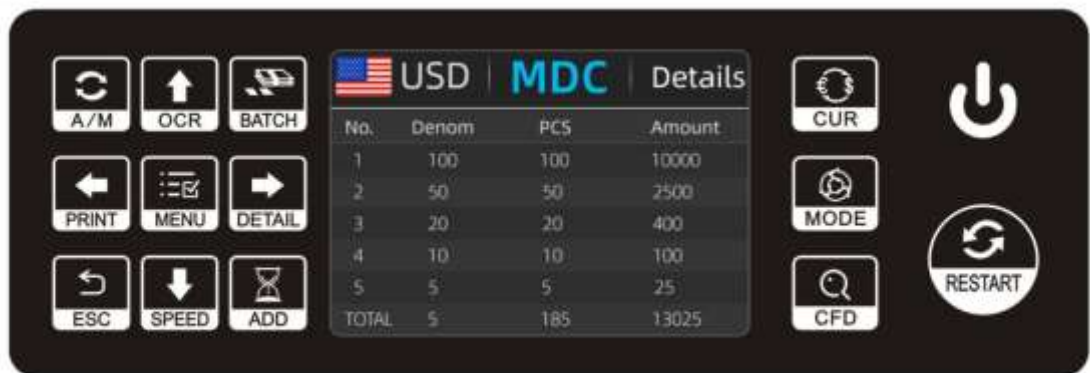 A/M OCR BATCH
PRINT MENU DETAIL
ESC SPEED ADD
USD MDC Details
No. Denom PCS Amount
1 100 100 10000
2 50 50 2500
3 20 20 400
4 10 10 100
5 5 5 25
TOTAL 5 185 13025
CUR
MODE
CFD
RESTART